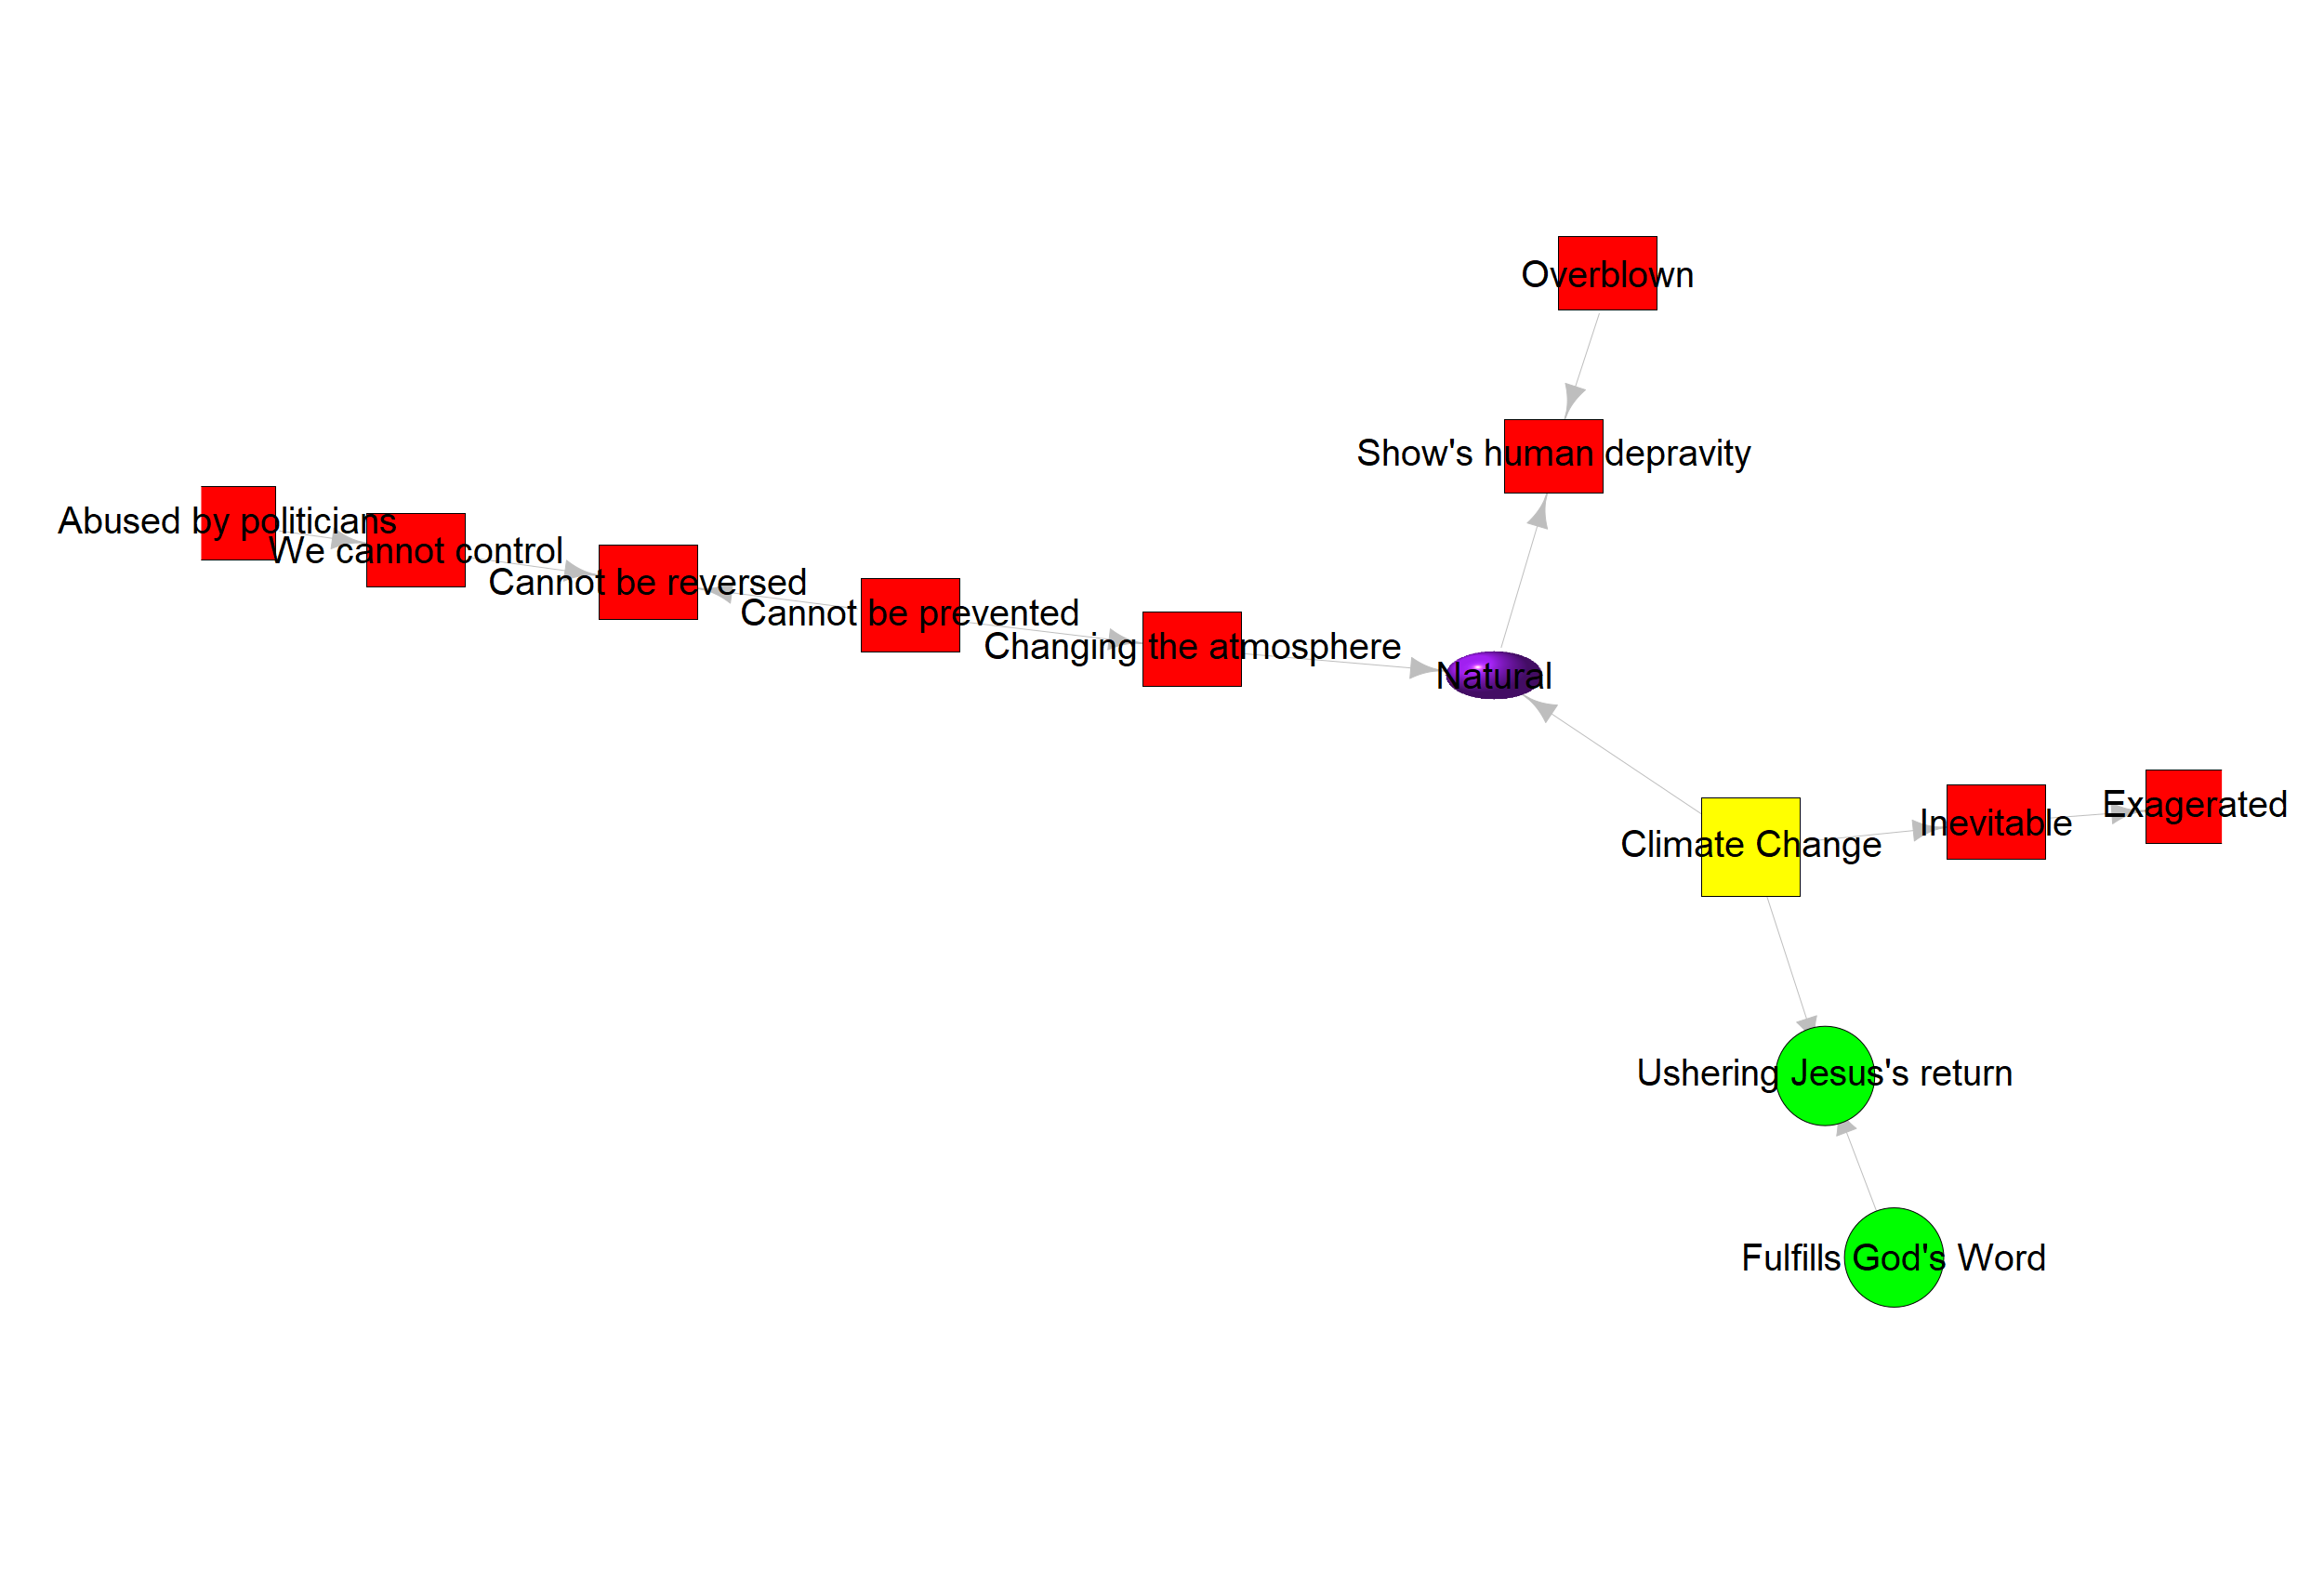 Overblown
Show's human depravity
Abused by politicians
We cannot control
Cannot be reversed
Cannot be prevented
Changing the atmosphere
Natural
Exagerated
Inevitable
Climate Change
Ushering Jesus's return
Fulfills God's Word